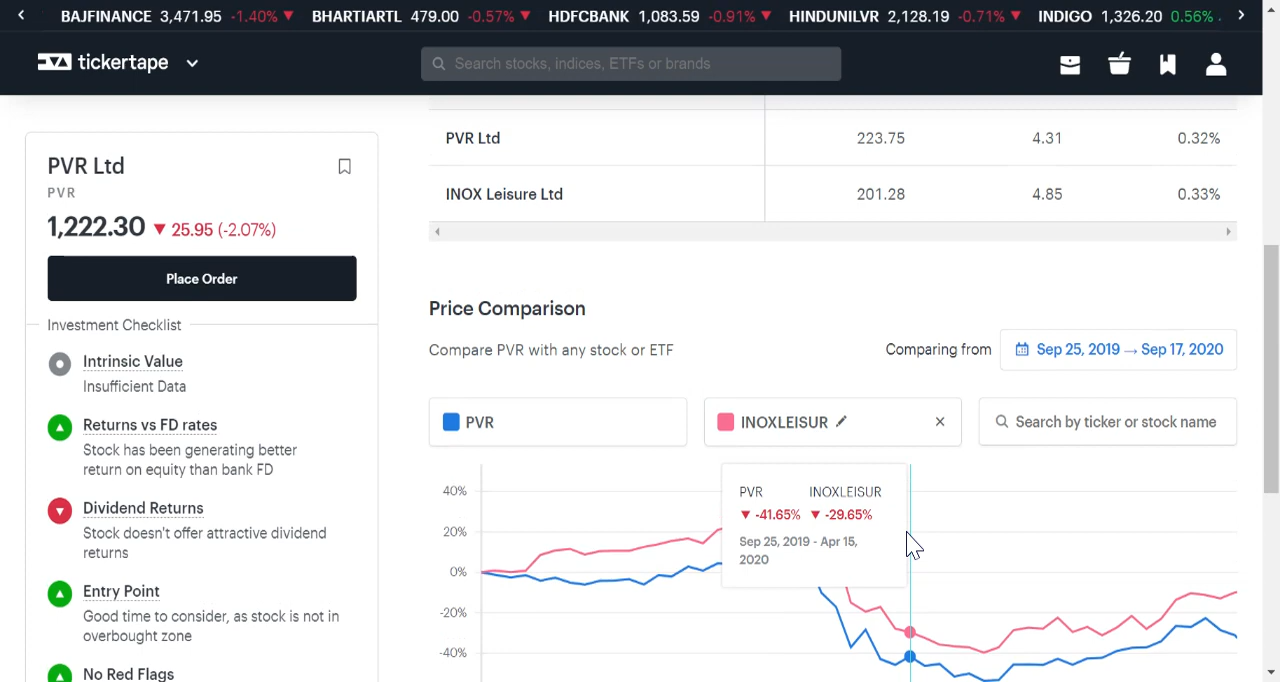 BAJFINANCE 3,471.95 -1.40% ▼ BHARTIARTL 479.00 -0.57% ▼ HDFCBANK 1,083.59 -0.91% ▼ HINDUNILVR 2,128.19 -0.71% ▼ INDIGO 1,326.20 0.56%
tickertape
Search stocks, indices, ETFs or brands
PVR Ltd
PVR
1,222.30 ▼ 25.95 (-2.07%)
Place Order
Investment Checklist
Intrinsic Value
Insufficient Data
Returns vs FD rates
Stock has been generating better
return on equity than bank FD
Dividend Returns
Stock doesn't offer attractive dividend
returns
Entry Point
Good time to consider, as stock is not in
overbought zone
No Red Flags
PVR Ltd 223.75 4.31 0.32%
INOX Leisure Ltd 201.28 4.85 0.33%
Price Comparison
Compare PVR with any stock or ETF
Comparing from Sep 25, 2019 → Sep 17, 2020
PVR
INOXLEISUR
Search by ticker or stock name
40%
20%
0%
-20%
-40%
PVR INOXLEISUR
▼ -41.65% ▼ -29.65%
Sep 25, 2019 - Apr 15,
2020